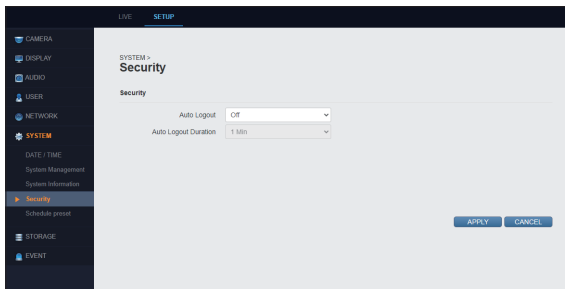 LIVE SETUP
CAMERA
DISPLAY
AUDIO
USER
NETWORK
SYSTEM
DATE / TIME
System Management
System Information
Security
Schedule preset
STORAGE
EVENT
SYSTEM >
Security
Security
Auto Logout Off
Auto Logout Duration 1 Min
APPLY CANCEL